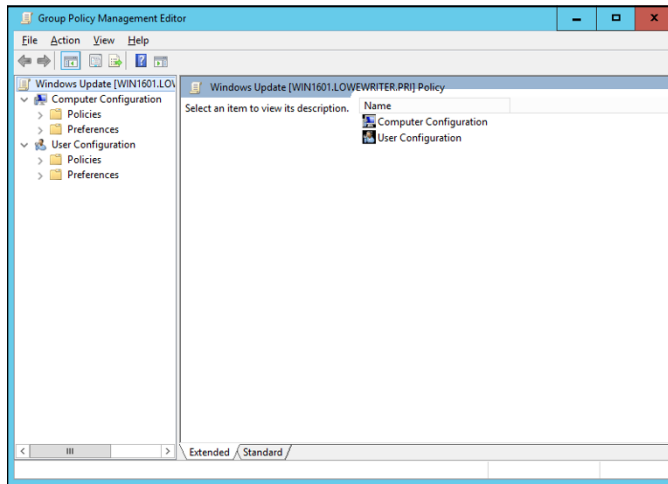 Group Policy Management Editor
File Action View Help
Windows Update [WIN1601.LOV
Computer Configuration
Policies
Preferences
User Configuration
Policies
Preferences
Windows Update [WIN1601.LOWEWRITER.PRI] Policy
Select an item to view its description.
Name
Computer Configuration
User Configuration
Extended Standard